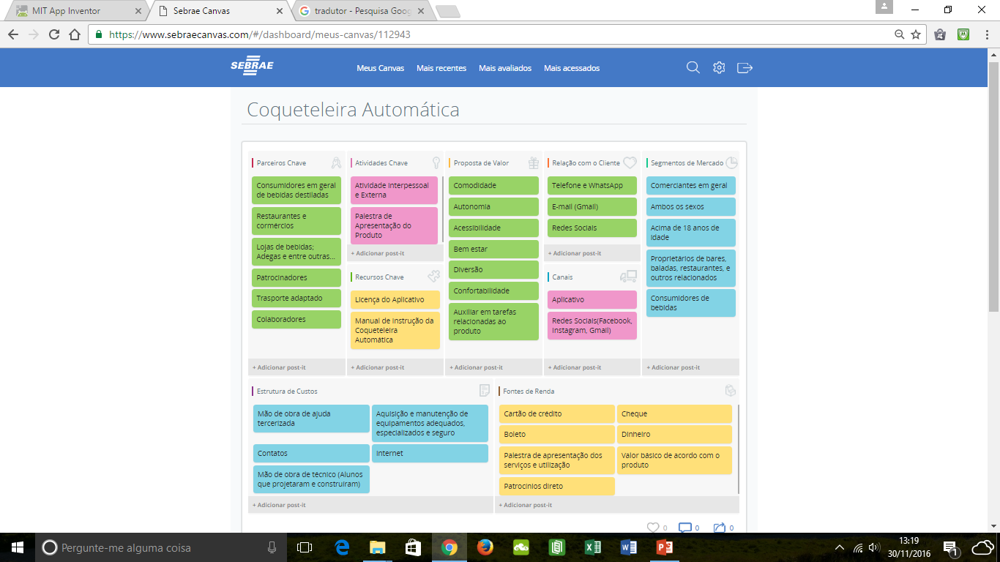 MIT App Inventor
Sebrae Canvas
tradutor - Pesquisa Goog
https://www.sebraecanvas.com/#/dashboard/meus-canvas/112943
SEBRAE
Meus Canvas
Mais recentes
Mais avaliados
Mais acessados
Coqueteleira Automática
Parceiros Chave
Consumidores em geral
de bebidas destiladas
Restaurantes e
cormércios
Lojas de bebidas;
Adegas e entre outras...
Patrocinadores
Trasporte adaptado
Colaboradores
+ Adicionar post-it
Atividades Chave
Atividade Interpessoal
e Externa
Palestra de
Apresentação do
Produto
+ Adicionar post-it
Recursos Chave
Licença do Aplicativo
Manual de Instrução da
Coqueteleira
Automática
+ Adicionar post-it
Proposta de Valor
Comodidade
Autonomia
Acessibilidade
Bem estar
Diversão
Confortabilidade
Auxiliar em tarefas
relacionadas ao
produto
+ Adicionar post-it
Relação com o Cliente
Telefone e WhatsApp
E-mail (Gmail)
Redes Sociais
+ Adicionar post-it
Canais
Aplicativo
Redes Sociais(Facebook,
Instagram, Gmail)
+ Adicionar post-it
Segmentos de Mercado
Comerciantes em geral
Ambos os sexos
Acima de 18 anos de
idade
Proprietários de bares,
baladas, restaurantes, e
outros relacionados
Consumidores de
bebidas
+ Adicionar post-it
Estrutura de Custos
Mão de obra de ajuda
tercerizada
Aquisição e manutenção de
equipamentos adequados,
especializados e seguro
Contatos
Internet
Mão de obra de técnico (Alunos
que projetaram e construíram)
+ Adicionar post-it
Fontes de Renda
Cartão de crédito
Cheque
Boleto
Dinheiro
Palestra de apresentação dos
serviços e utilização
Valor básico de acordo com o
produto
Patrocínios direto
+ Adicionar post-it
0
0
0
Pergunte-me alguma coisa
13:19
30/11/2016
1